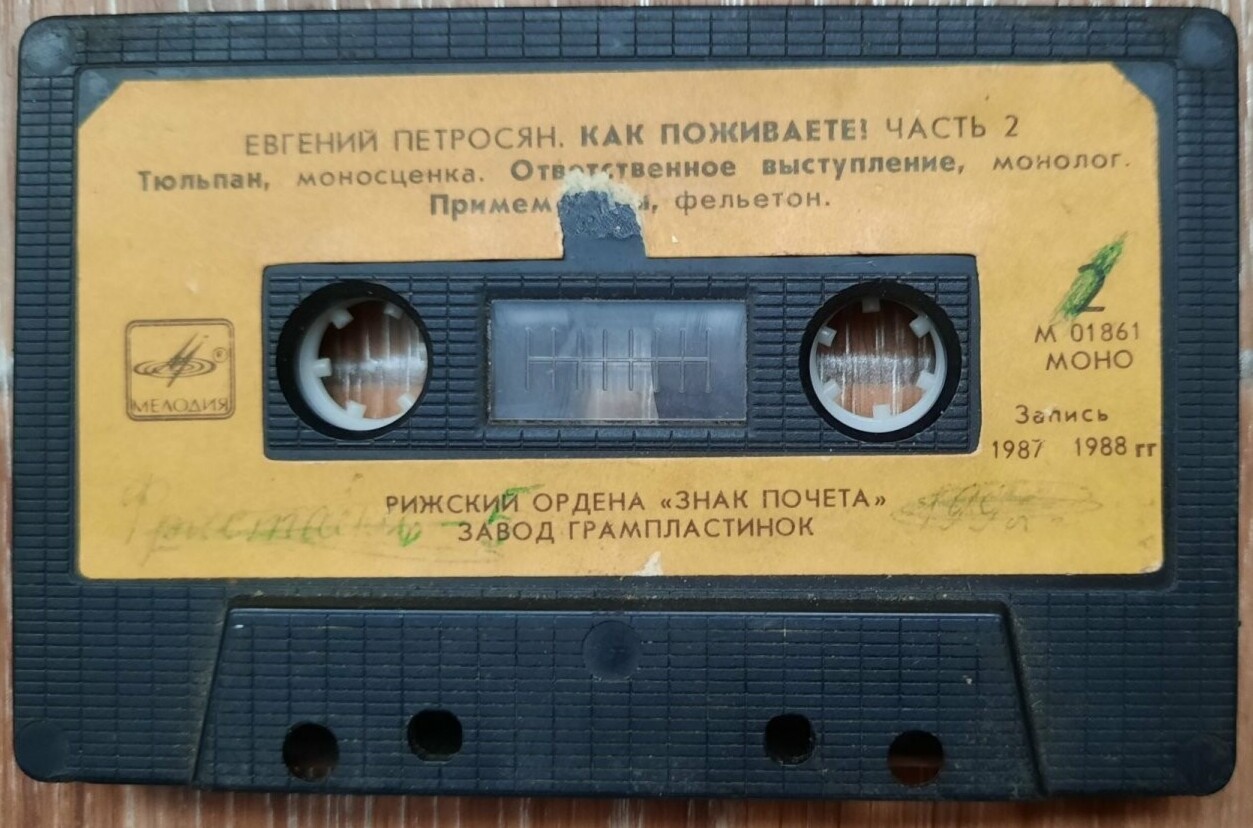 ЕВГЕНИЙ ПЕТРОСЯН. КАК ПОЖИВАЕТЕ? ЧАСТЬ 2
Тюльпан, моносценка. Ответственное выступление, монолог.
фельетон.
2
М 01861
МОНО
МЕЛОДИЯ
®
Запись
1987 1988 гг
РИЖСКИЙ ОРДЕНА «ЗНАК ПОЧЕТА»
ЗАВОД ГРАМПЛАСТИНОК